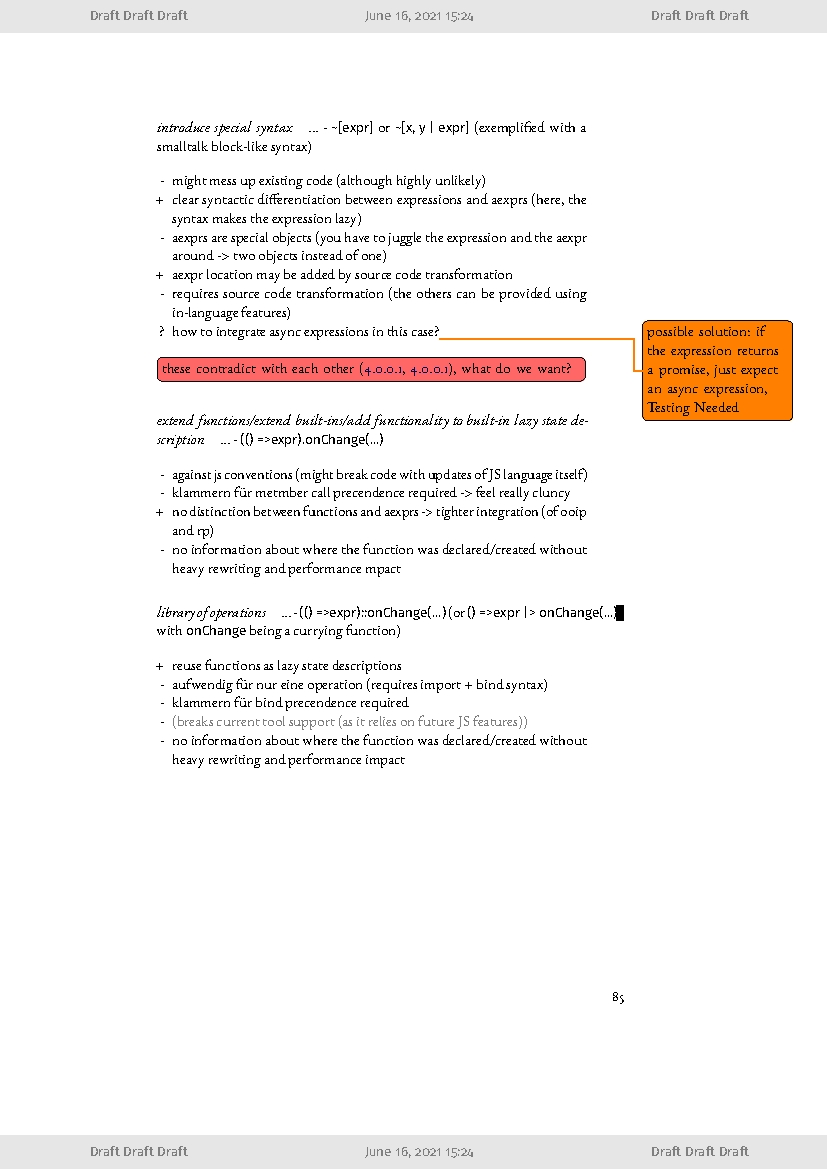 Draft Draft Draft June 16, 2021 15:24 Draft Draft Draft
introduce special syntax ... - ~[expr] or ~[x, y | expr] (exemplified with a
smalltalk block-like syntax)
- might mess up existing code (although highly unlikely)
+ clear syntactic differentiation between expressions and aexprs (here, the
syntax makes the expression lazy)
- aexprs are special objects (you have to juggle the expression and the aexpr
around -> two objects instead of one)
+ aexpr location may be added by source code transformation
- requires source code transformation (the others can be provided using
in-language features)
? how to integrate async expressions in this case?
possible solution: if
the expression returns
a promise, just expect
an async expression,
Testing Needed
these contradict with each other (4.0.0.1, 4.0.0.1), what do we want?
extend functions/extend built-ins/add functionality to built-in lazy state de-
scription ... - (() =>expr).onChange(...)
- against js conventions (might break code with updates of JS language itself)
- klammern für metmber call precendence required -> feel really cluncy
+ no distinction between functions and aexprs -> tighter integration (of ooip
and rp)
- no information about where the function was declared/created without
heavy rewriting and performance mpact
library of operations ... - (() =>expr)::onChange(...) (or () =>expr |> onChange(...)
with onChange being a currying function)
+ reuse functions as lazy state descriptions
- aufwendig für nur eine operation (requires import + bind syntax)
- klammern für bind precendence required
- (breaks current tool support (as it relies on future JS features))
- no information about where the function was declared/created without
heavy rewriting and performance impact
85
Draft Draft Draft June 16, 2021 15:24 Draft Draft Draft